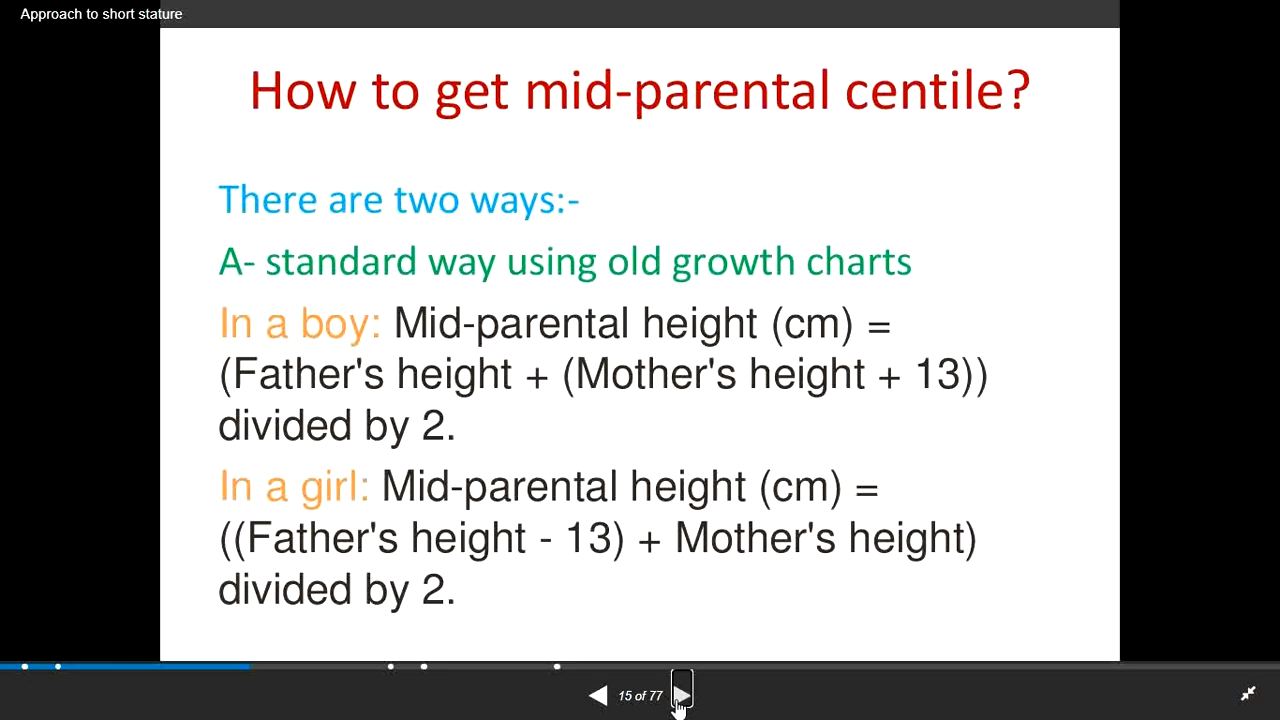 Approach to short stature
How to get mid-parental centile?
There are two ways:-
A- standard way using old growth charts
In a boy: Mid-parental height (cm) =
(Father's height + (Mother's height + 13))
divided by 2.
In a girl: Mid-parental height (cm) =
((Father's height - 13) + Mother's height)
divided by 2.
15 of 77